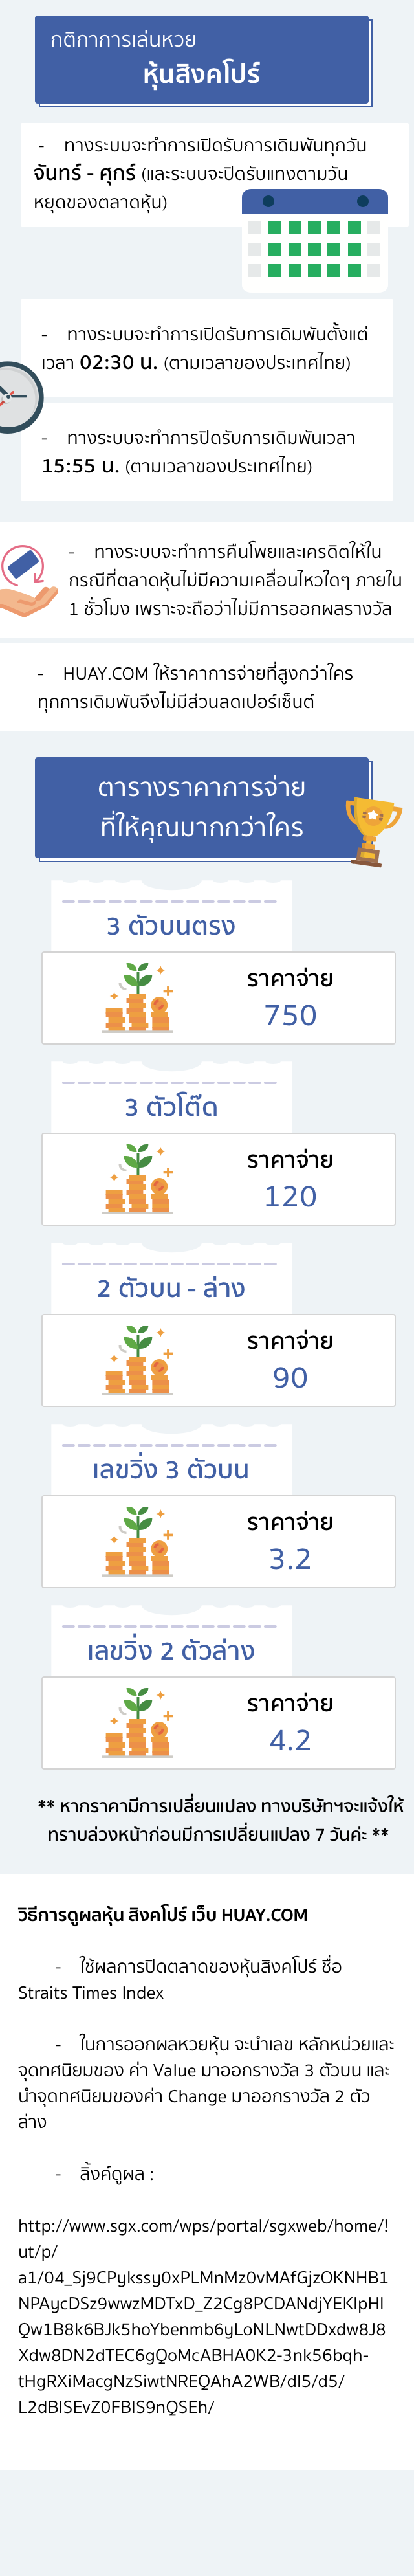 กติกาการเล่นหวย
หุ้นสิงคโปร์
- ทางระบบจะทำการเปิดรับการเดิมพันทุกวัน
จันทร์ - ศุกร์ (และระบบจะปิดรับแทงตามวัน
หยุดของตลาดหุ้น)
- ทางระบบจะทำการเปิดรับการเดิมพันตั้งแต่
เวลา 02:30 น. (ตามเวลาของประเทศไทย)
- ทางระบบจะทำการปิดรับการเดิมพันเวลา
15:55 น. (ตามเวลาของประเทศไทย)
- ทางระบบจะทำการคืนโพยและเครดิตให้ใน
กรณีที่ตลาดหุ้นไม่มีความเคลื่อนไหวใดๆ ภายใน
1 ชั่วโมง เพราะจะถือว่าไม่มีการออกผลรางวัล
- HUAY.COM ให้ราคาการจ่ายที่สูงกว่าใคร
ทุกการเดิมพันจึงไม่มีส่วนลดเปอร์เซ็นต์
ตารางราคาการจ่าย
ที่ให้คุณมากกว่าใคร
3 ตัวบนตรง
ราคาจ่าย
750
3 ตัวโต๊ด
ราคาจ่าย
120
2 ตัวบน - ล่าง
ราคาจ่าย
90
เลขวิ่ง 3 ตัวบน
ราคาจ่าย
3.2
เลขวิ่ง 2 ตัวล่าง
ราคาจ่าย
4.2
** หากราคามีการเปลี่ยนแปลง ทางบริษัทฯจะแจ้งให้
ทราบล่วงหน้าก่อนมีการเปลี่ยนแปลง 7 วันค่ะ **
วิธีการดูผลหุ้น สิงคโปร์ เว็บ HUAY.COM
- ใช้ผลการปิดตลาดของหุ้นสิงคโปร์ ชื่อ
Straits Times Index
- ในการออกผลหวยหุ้น จะนำเลข หลักหน่วยและ
จุดทศนิยมของ ค่า Value มาออกรางวัล 3 ตัวบน และ
นำจุดทศนิยมของค่า Change มาออกรางวัล 2 ตัว
ล่าง
- ลิ้งค์ดูผล :
http://www.sgx.com/wps/portal/sgxweb/home/!
ut/p/
a1/04_Sj9CPykssy0xPLMnMz0vMAfGjzOKNHB1
NPAycDSz9wwzMDTxD_Z2Cg8PCDANdjYEKIpHI
Qw1B8k6BJk5hoYbenmb6yLoNLNwtDDxdw8J8
Xdw8DN2dTEC6gQoMcABHA0K2-3nk56bqh-
tHgRXiMacgNzSiwtNREQAhA2WB/dl5/d5/
L2dBISEvZ0FBIS9nQSEh/